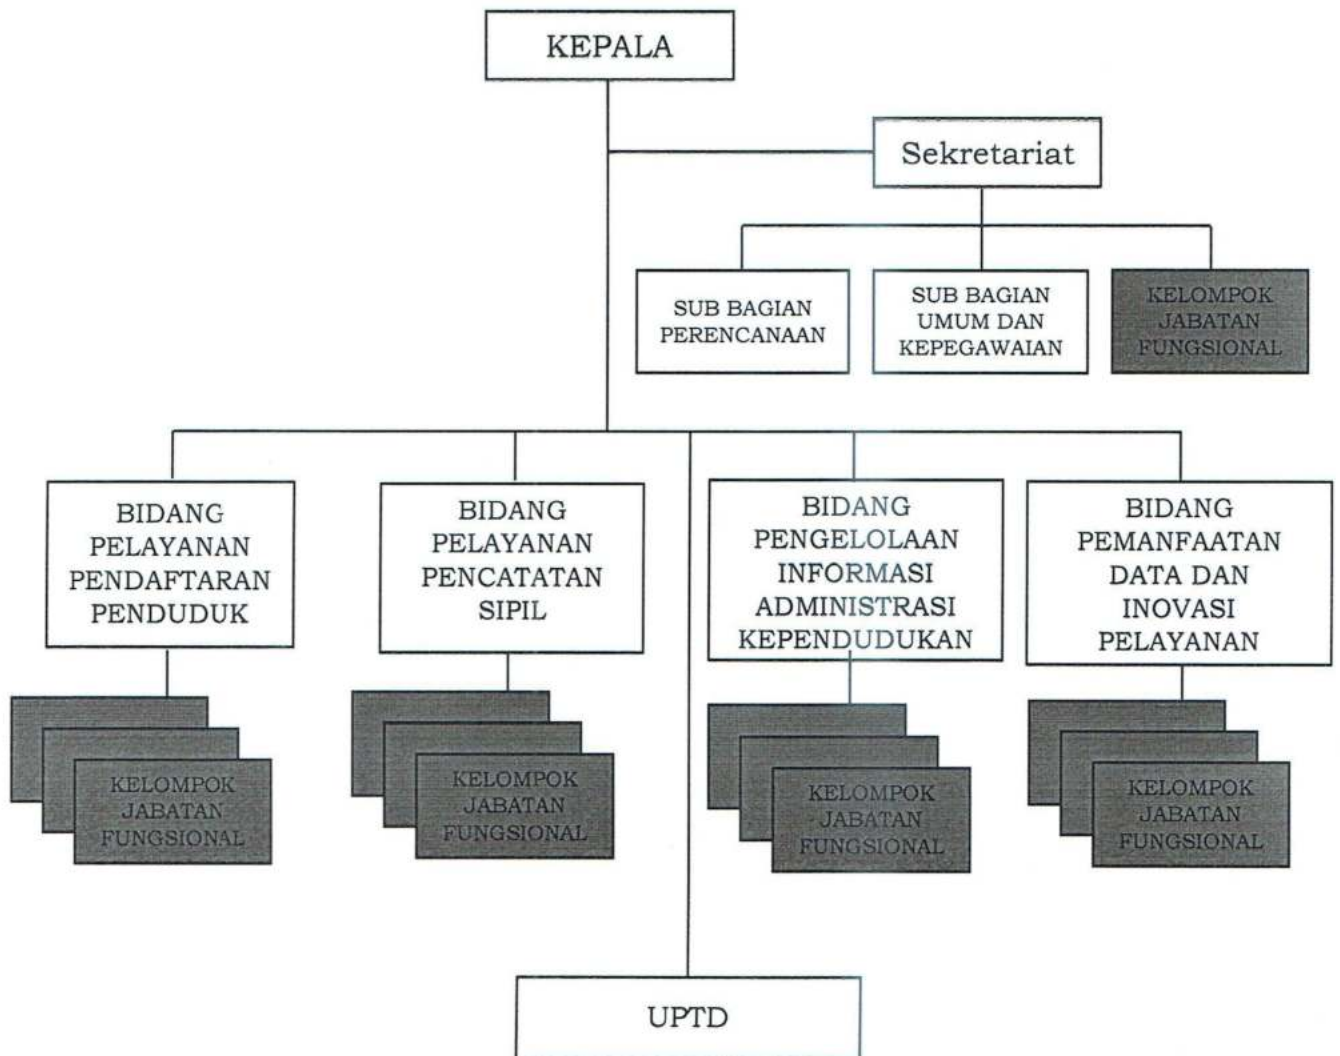 KEPALA
Sekretariat
SUB BAGIAN
PERENCANAAN
SUB BAGIAN
UMUM DAN
KEPEGAWAIAN
KELOMPOK
JABATAN
FUNGSIONAL
BIDANG
PELAYANAN
PENDAFTARAN
PENDUDUK
BIDANG
PELAYANAN
PENCATATAN
SIPIL
BIDANG
PENGELOLAAN
INFORMASI
ADMINISTRASI
KEPENDUDUKAN
BIDANG
PEMANFAATAN
DATA DAN
INOVASI
PELAYANAN
KELOMPOK
JABATAN
FUNGSIONAL
KELOMPOK
JABATAN
FUNGSIONAL
KELOMPOK
JABATAN
FUNGSIONAL
KELOMPOK
JABATAN
FUNGSIONAL
UPTD